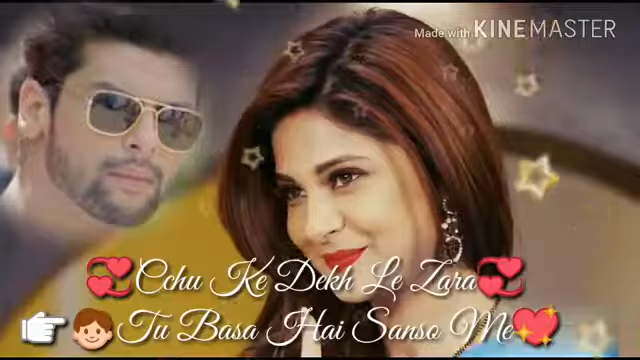 Made with KINEMASTER
Cchu Ke Dekh Le Zara
Tu Basa Hai Sanso Me